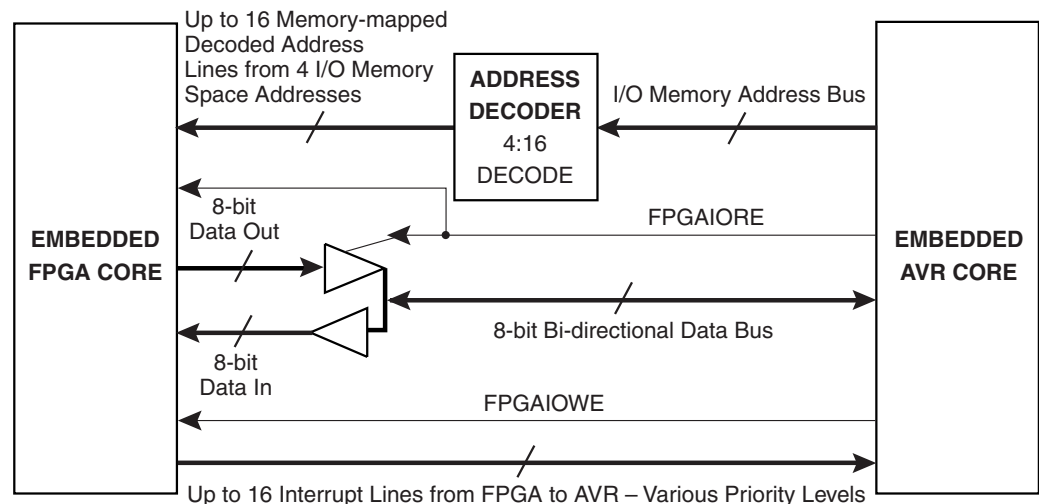 Up to 16 Memory-mapped
Decoded Address
Lines from 4 I/O Memory
Space Addresses
ADDRESS
DECODER
4:16
DECODE
I/O Memory Address Bus
8-bit
Data Out
FPGAIORE
EMBEDDED
FPGA CORE
EMBEDDED
AVR CORE
8-bit Bi-directional Data Bus
8-bit
Data In
FPGAIOWE
Up to 16 Interrupt Lines from FPGA to AVR – Various Priority Levels